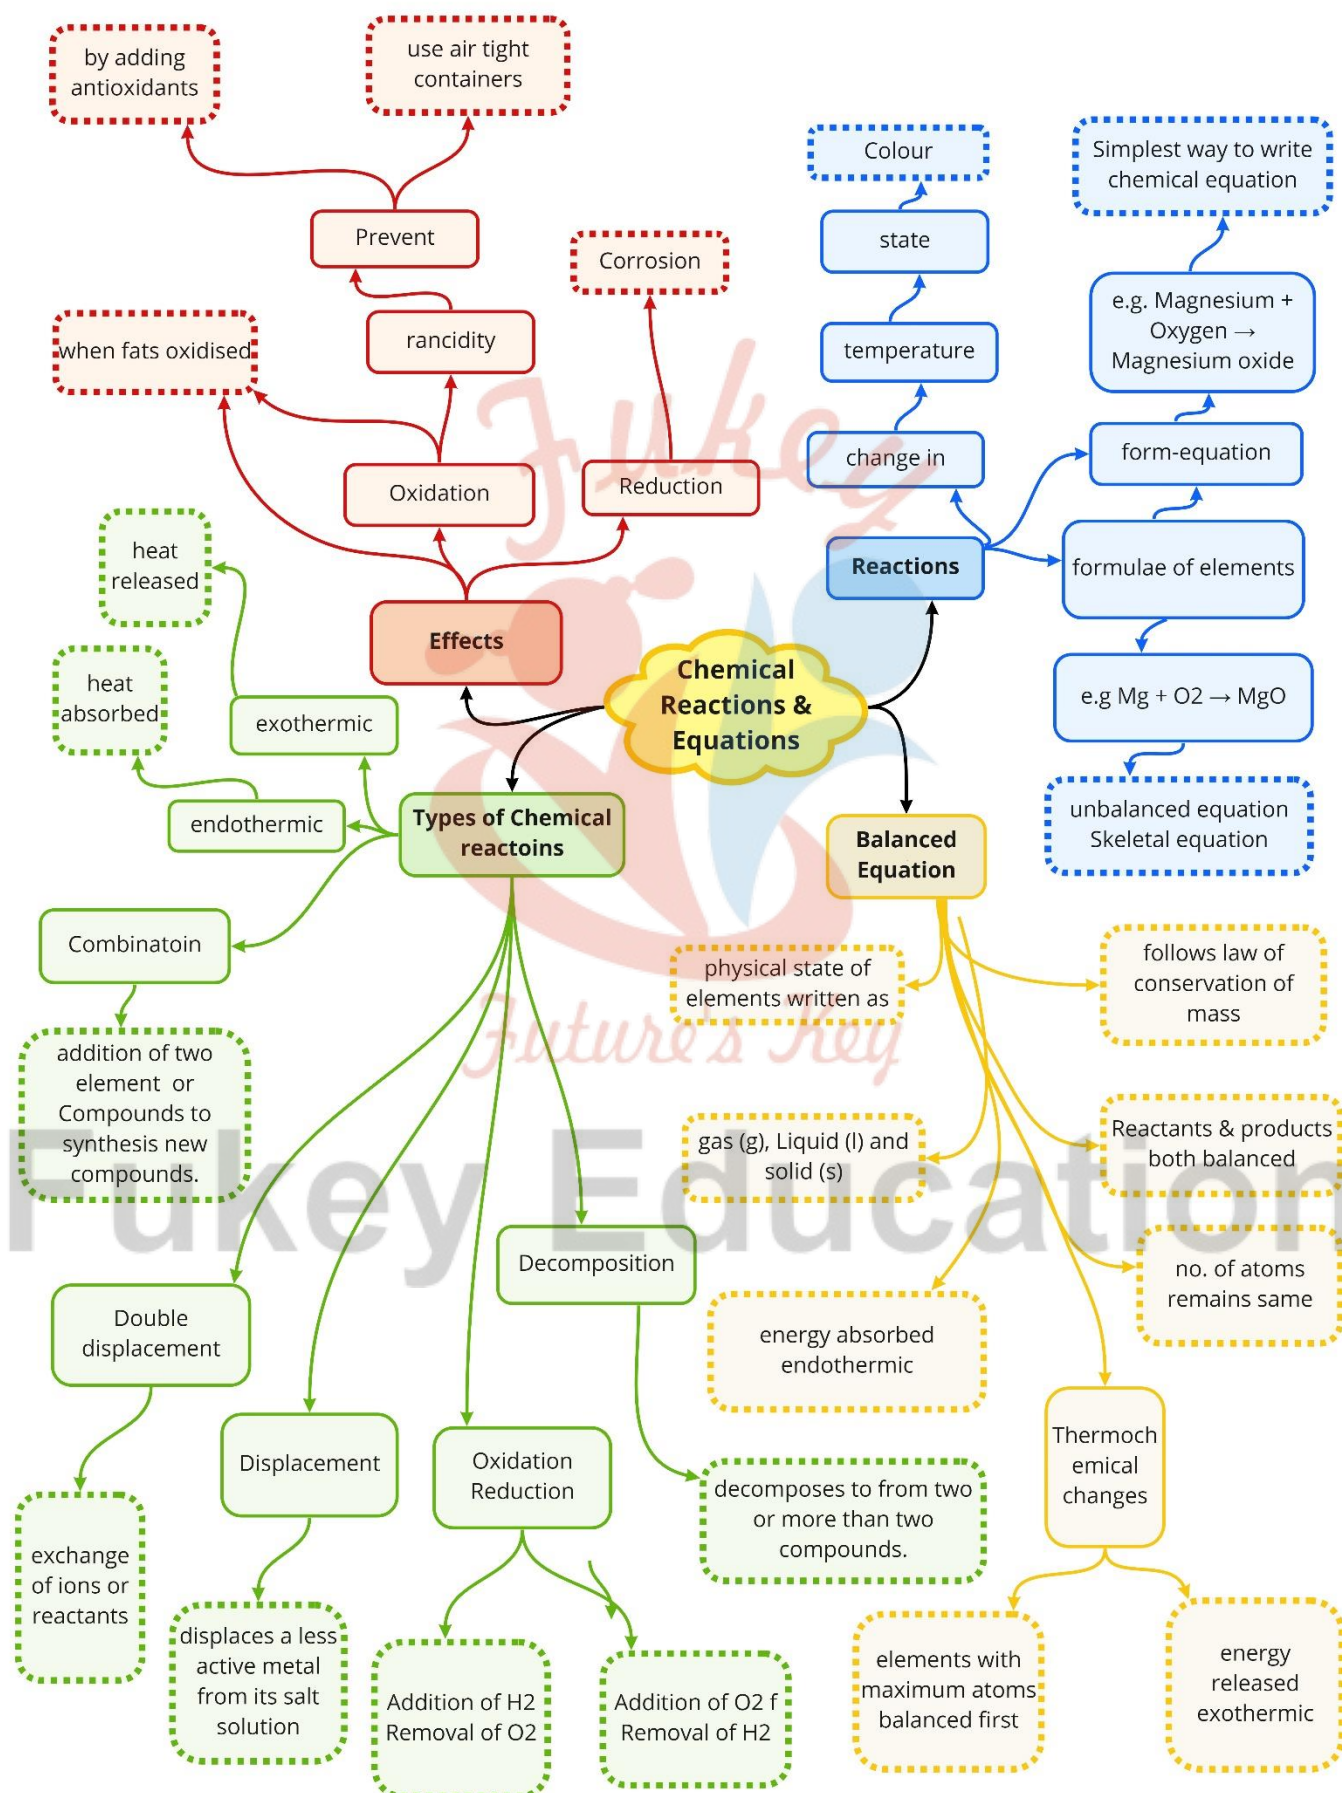 by adding
antioxidants
use air tight
containers
Prevent
Corrosion
when fats oxidised
rancidity
Oxidation
Reduction
Effects
Colour
state
temperature
change in
Reactions
Simplest way to write
chemical equation
e.g. Magnesium +
Oxygen →
Magnesium oxide
form-equation
formulae of elements
e.g Mg + O2 → MgO
unbalanced equation
Skeletal equation
Chemical
Reactions &
Equations
heat
released
heat
absorbed
exothermic
endothermic
Types of Chemical
reactoins
Combinatoin
addition of two
element or
Compounds to
synthesis new
compounds.
Double
displacement
exchange
of ions or
reactants
Displacement
displaces a less
active metal
from its salt
solution
Oxidation
Reduction
Addition of H2
Removal of O2
Addition of O2 f
Removal of H2
Decomposition
decomposes to from two
or more than two
compounds.
Balanced
Equation
physical state of
elements written as
follows law of
conservation of
mass
gas (g), Liquid (l) and
solid (s)
Reactants & products
both balanced
energy absorbed
endothermic
no. of atoms
remains same
Thermoch
emical
changes
elements with
maximum atoms
balanced first
energy
released
exothermic
Fukey
Future's Key
Fukey Education